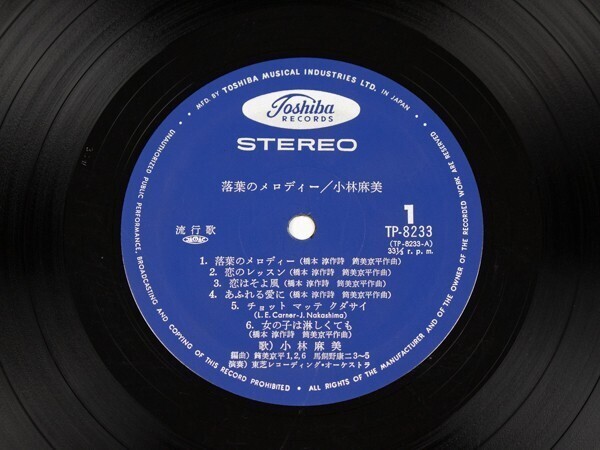 MFD. BY TOSHIBA MUSICAL INDUSTRIES LTD. IN JAPAN
Toshiba
RECORDS
STEREO
落葉のメロディー/小林麻美
1
流行歌
TP-8233
(TP-8233-A)
33⅓ r. p. m.
1. 落葉のメロディー (橋本 淳作詩 筒美京平作曲)
2. 恋のレッスン (橋本 淳作詩 筒美京平作曲)
3. 恋はそよ風 (橋本 淳作詩 筒美京平作曲)
4. あふれる愛に (橋本 淳作詩 筒美京平作曲)
5. チョット マッテ クダサイ
(L. E. Carner-J. Nakashima)
6. 女の子は淋しくても
(橋本 淳作詩 筒美京平作曲)
歌) 小林麻美
編曲) 筒美京平1,2,6 馬飼野康二3〜5
演奏) 東芝レコーディング・オーケストラ
UNAUTHORIZED PUBLIC PERFORMANCE, BROADCASTING AND COPYING OF THIS RECORD PROHIBITED • ALL RIGHTS OF THE MANUFACTURER AND OF THE OWNER OF THE RECORDED WORK ARE RESERVED